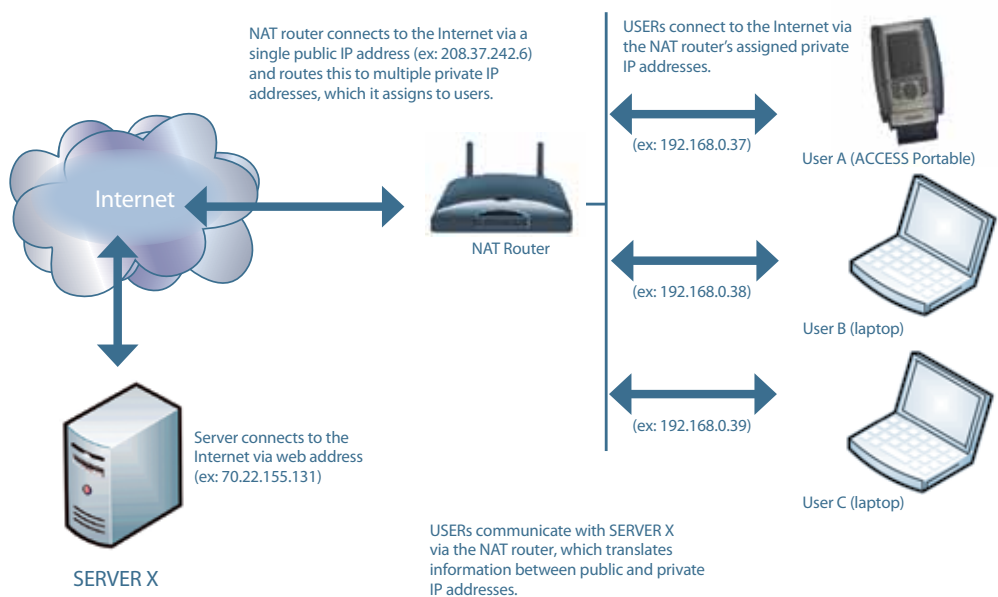 NAT router connects to the Internet via a
single public IP address (ex: 208.37.242.6)
and routes this to multiple private IP
addresses, which it assigns to users.
USERs connect to the Internet via
the NAT router's assigned private
IP addresses.
(ex: 192.168.0.37)
User A (ACCESS Portable)
Internet
NAT Router
(ex: 192.168.0.38)
User B (laptop)
(ex: 192.168.0.39)
User C (laptop)
Server connects to the
Internet via web address
(ex: 70.22.155.131)
SERVER X
USERs communicate with SERVER X
via the NAT router, which translates
information between public and private
IP addresses.